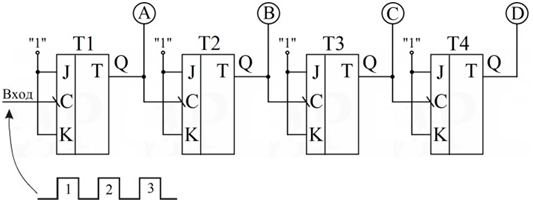 A B C D
"1" T1 "1" T2 "1" T3 "1" T4
J T Q J T Q J T Q J T Q
Вход
C C C C
K K K K
1 2 3